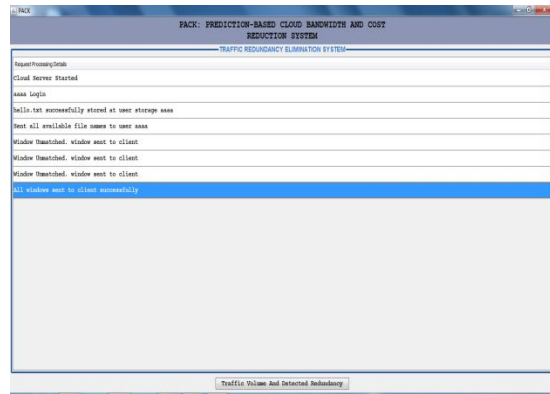 PACK
PACK: PREDICTION-BASED CLOUD BANDWIDTH AND COST
REDUCTION SYSTEM
TRAFFIC REDUNDANCY ELIMINATION SYSTEM
Request Processing Details
Cloud Server Started
aaaa Login
hello.txt successfully stored at user storage aaaa
Sent all available file names to user aaaa
Window Unmatched. window sent to client
Window Unmatched. window sent to client
Window Unmatched. window sent to client
All windows sent to client successfully
Traffic Volume And Detected Redundancy